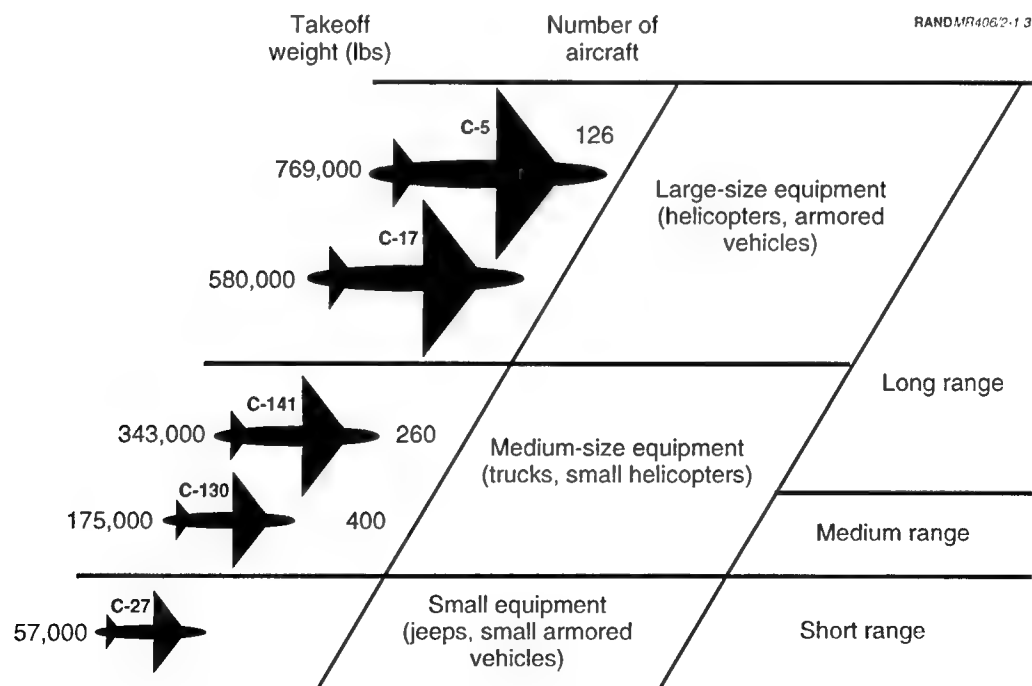 Takeoff
weight (lbs)
Number of
aircraft
RANDMR406/2-1.3
C-5
126
769,000
Large-size equipment
(helicopters, armored
vehicles)
C-17
580,000
Long range
C-141
343,000
260
Medium-size equipment
(trucks, small helicopters)
C-130
175,000
400
Medium range
C-27
57,000
Small equipment
(jeeps, small armored
vehicles)
Short range